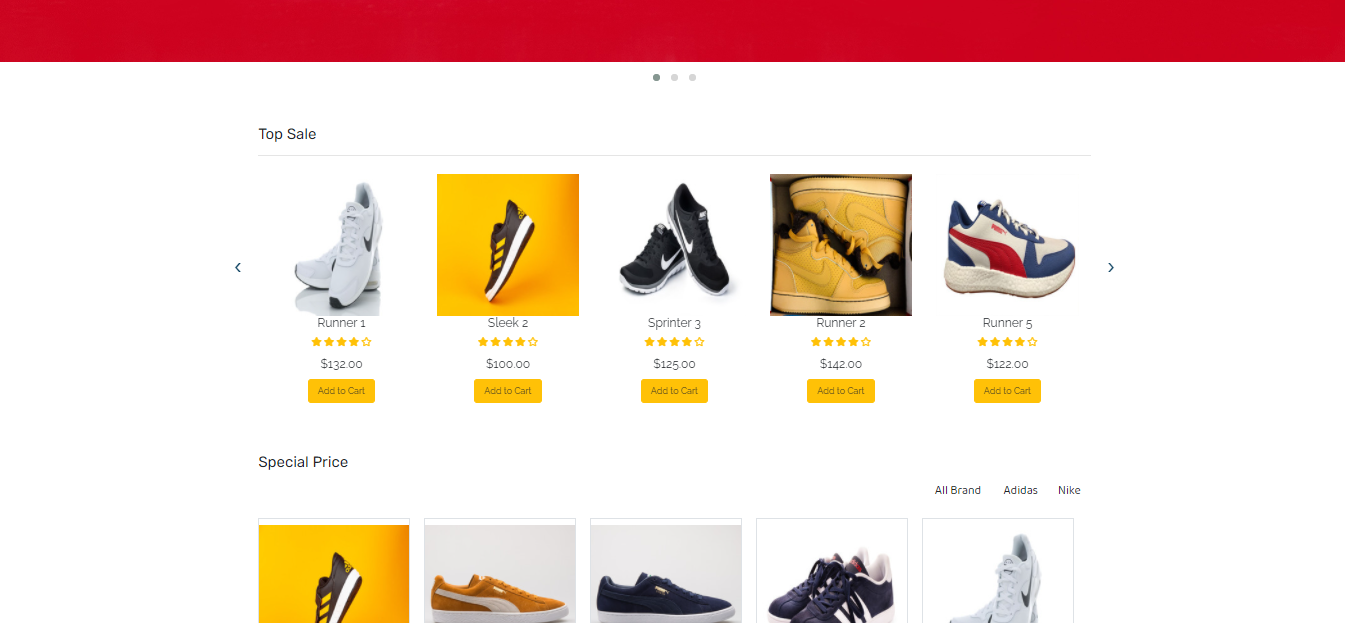 Top Sale
Runner 1
Sleek 2
Sprinter 3
Runner 2
Runner 5
$132.00
$100.00
$125.00
$142.00
$122.00
Add to Cart
Add to Cart
Add to Cart
Add to Cart
Add to Cart
Special Price
All Brand
Adidas
Nike